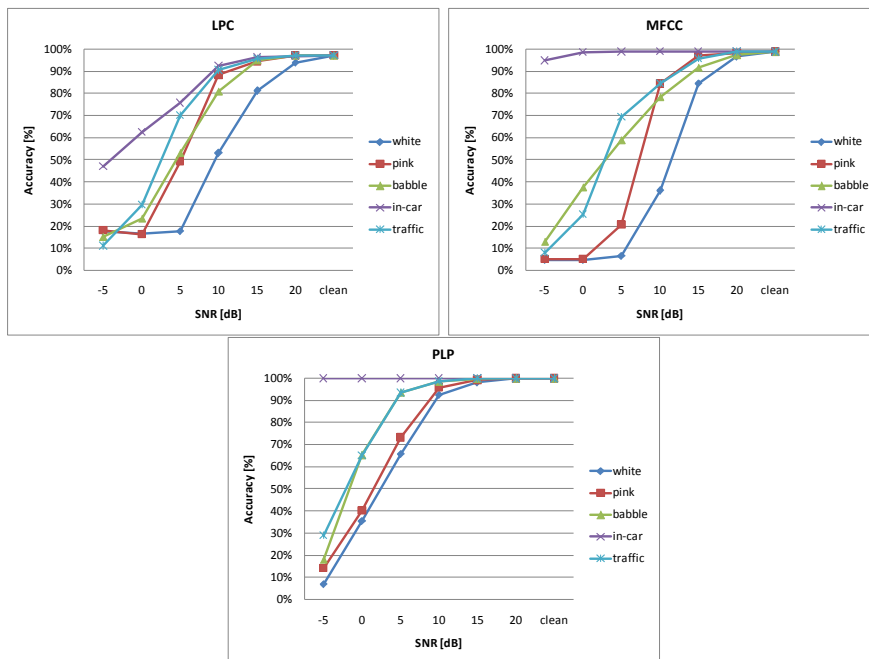 LPC
100%
90%
80%
70%
60%
50%
40%
30%
20%
10%
0%
Accuracy [%]
-5 0 5 10 15 20 clean
SNR [dB]
white
pink
babble
in-car
traffic
MFCC
100%
90%
80%
70%
60%
50%
40%
30%
20%
10%
0%
Accuracy [%]
-5 0 5 10 15 20 clean
SNR [dB]
white
pink
babble
in-car
traffic
PLP
100%
90%
80%
70%
60%
50%
40%
30%
20%
10%
0%
Accuracy [%]
-5 0 5 10 15 20 clean
SNR [dB]
white
pink
babble
in-car
traffic